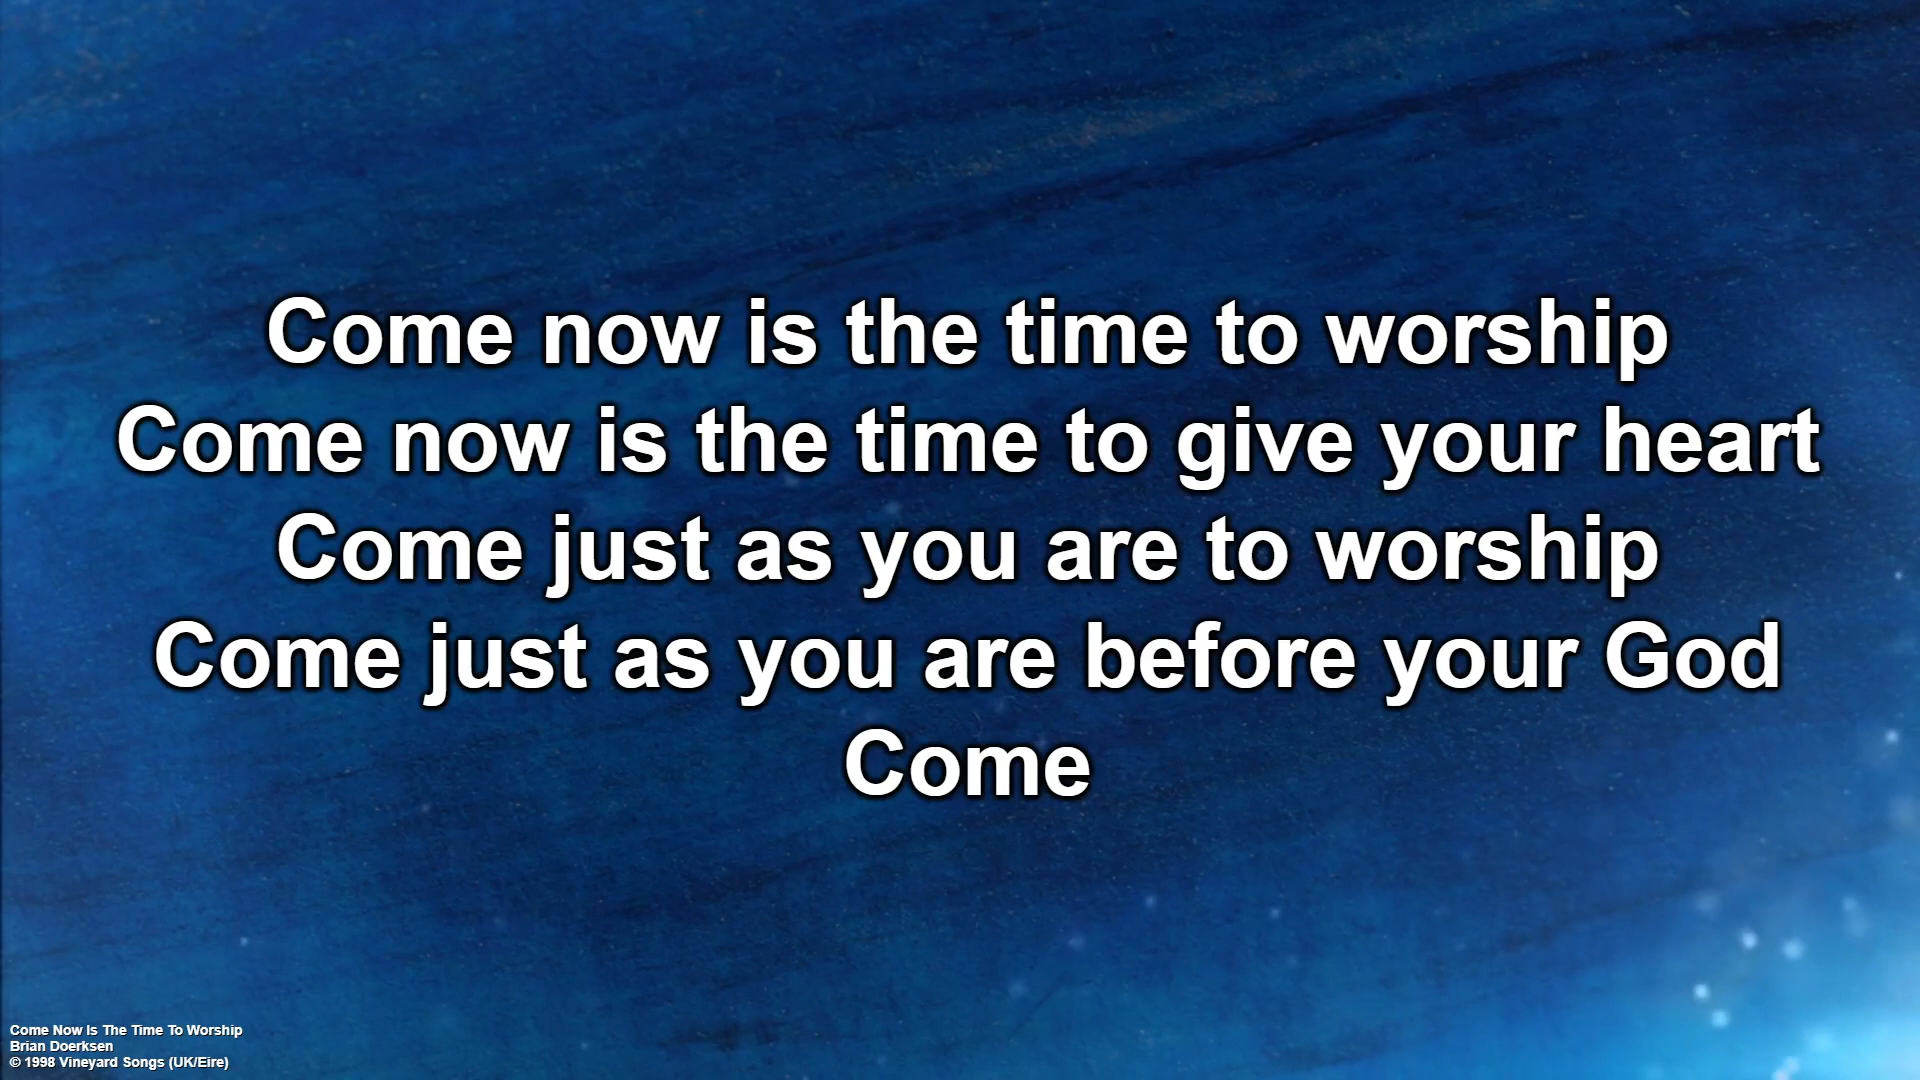 Come now is the time to worship
Come now is the time to give your heart
Come just as you are to worship
Come just as you are before your God
Come
Come Now Is The Time To Worship
Brian Doerksen
© 1998 Vineyard Songs (UK/Eire)